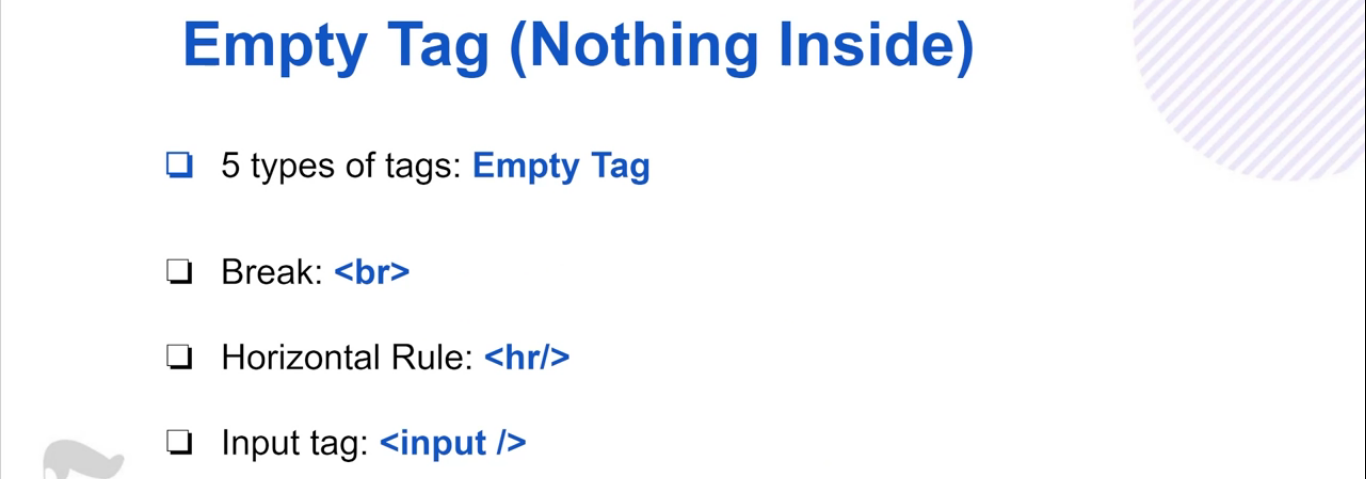 Empty Tag (Nothing Inside)
5 types of tags: Empty Tag
Break: <br>
Horizontal Rule: <hr/>
Input tag: <input />